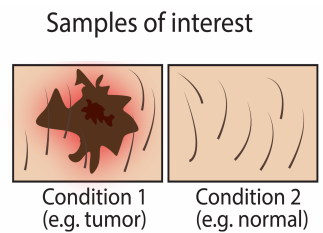 Samples of interest
Condition 1
(e.g. tumor)
Condition 2
(e.g. normal)